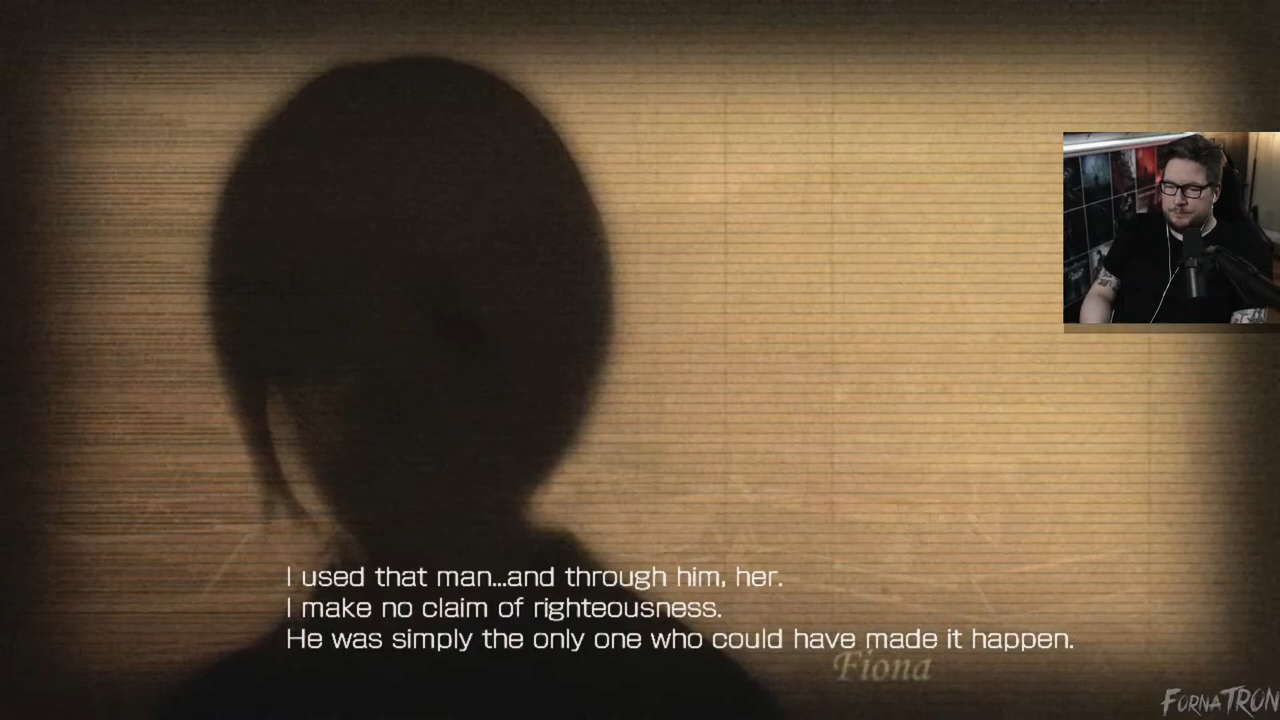 I used that man...and through him, her.
I make no claim of righteousness.
He was simply the only one who could have made it happen.
Fiona
FORNATRON